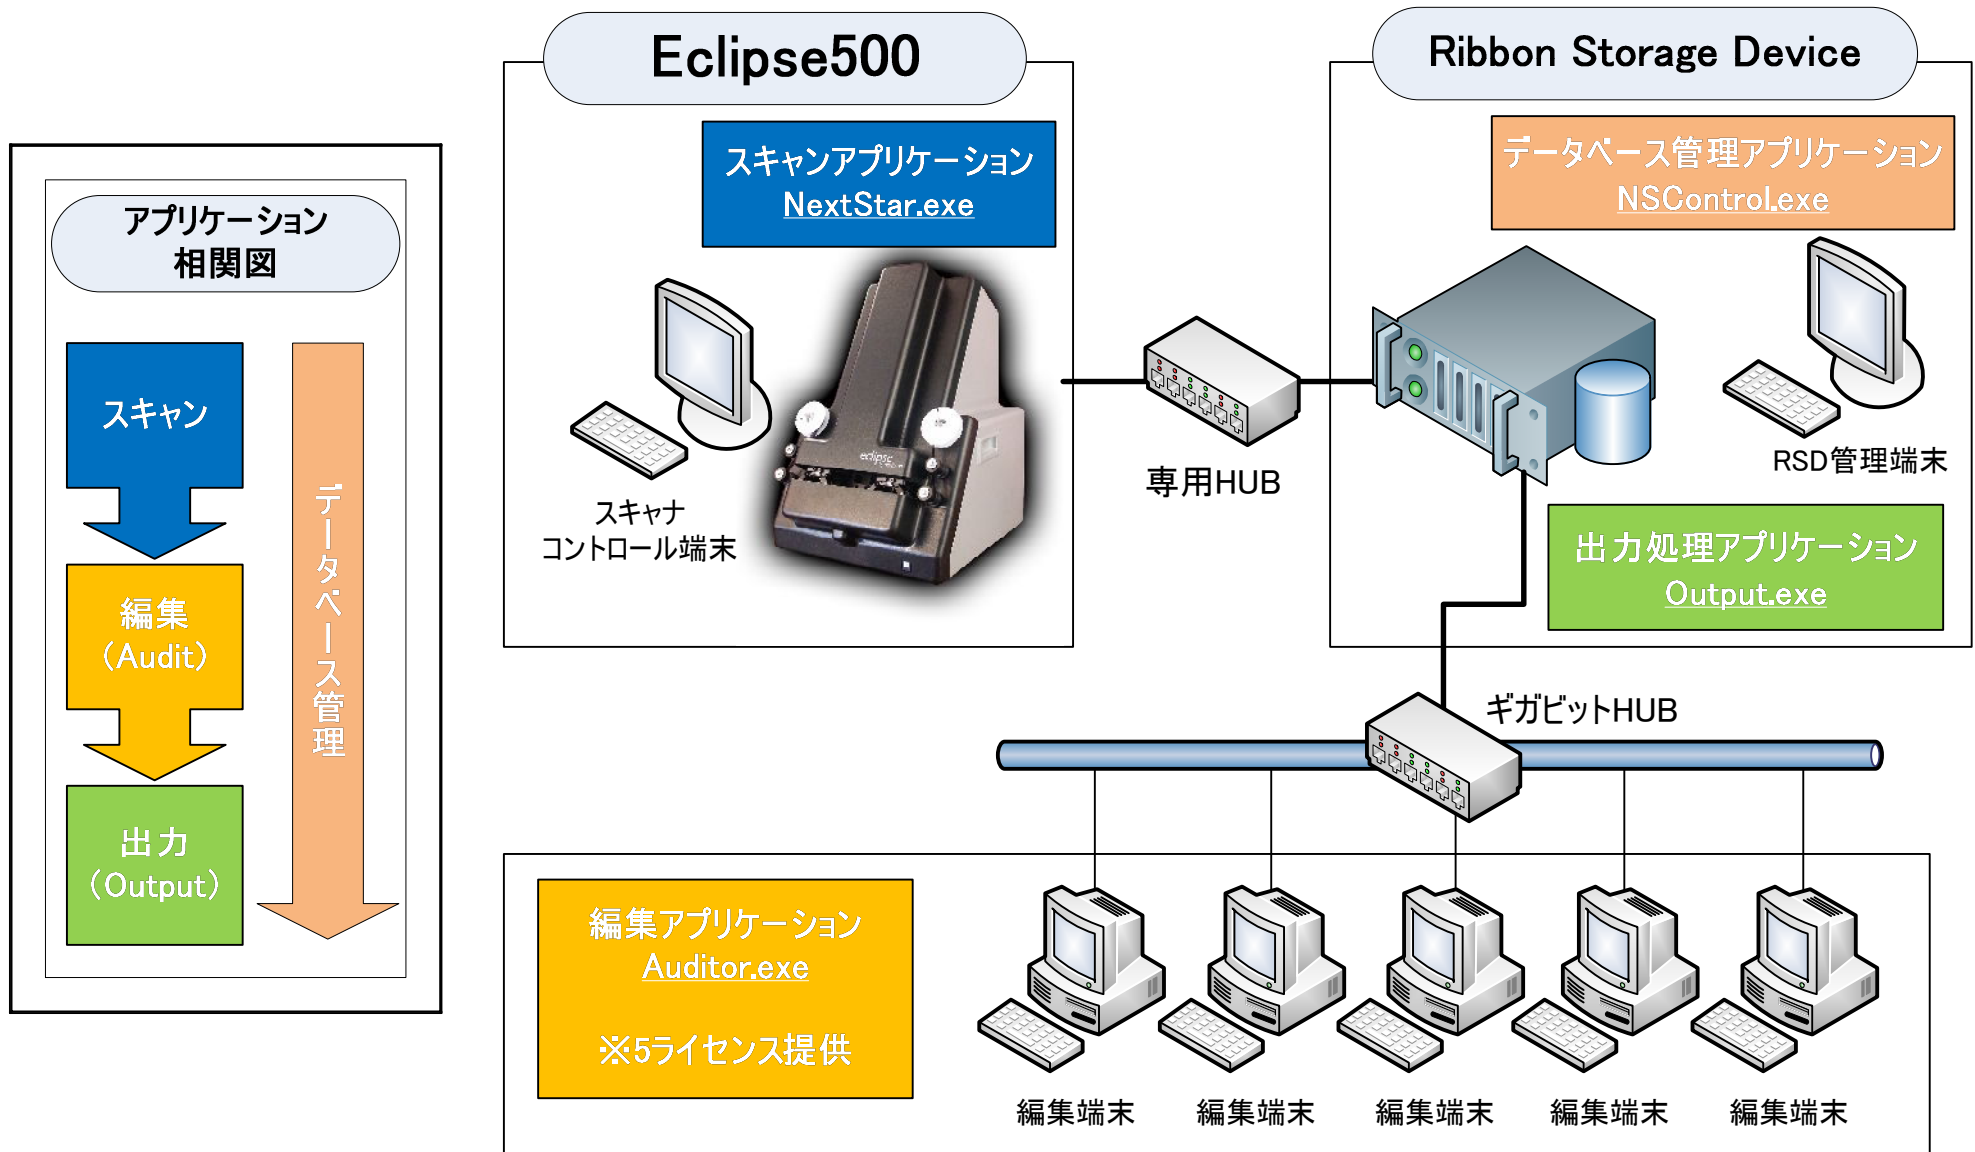 Eclipse500
Ribbon Storage Device
アプリケーション
相関図
スキャン
編集
（Audit）
出力
（Output）
データベース管理
スキャンアプリケーション
NextStar.exe
eclipse
スキャナ
コントロール端末
専用HUB
データベース管理アプリケーション
NSControl.exe
RSD管理端末
出力処理アプリケーション
Output.exe
ギガビットHUB
編集アプリケーション
Auditor.exe
※5ライセンス提供
編集端末
編集端末
編集端末
編集端末
編集端末